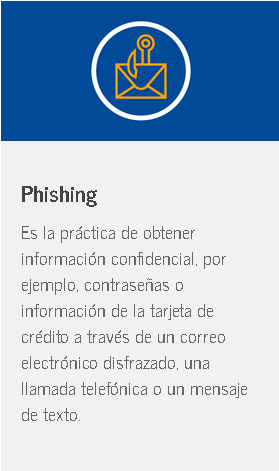 Phishing
Es la práctica de obtener
información confidencial, por
ejemplo, contraseñas o
información de la tarjeta de
crédito a través de un correo
electrónico disfrazado, una
llamada telefónica o un mensaje
de texto.